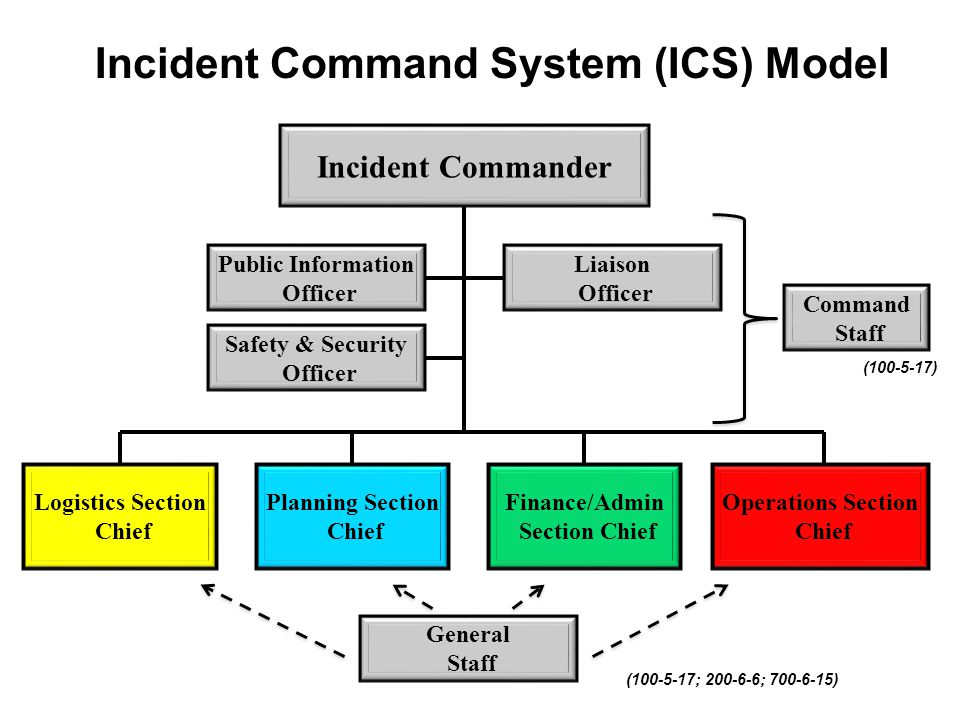 Incident Command System (ICS) Model
Incident Commander
Public Information
Officer
Liaison
Officer
Safety & Security
Officer
Command
Staff
(100-5-17)
Logistics Section
Chief
Planning Section
Chief
Finance/Admin
Section Chief
Operations Section
Chief
General
Staff
(100-5-17; 200-6-6; 700-6-15)